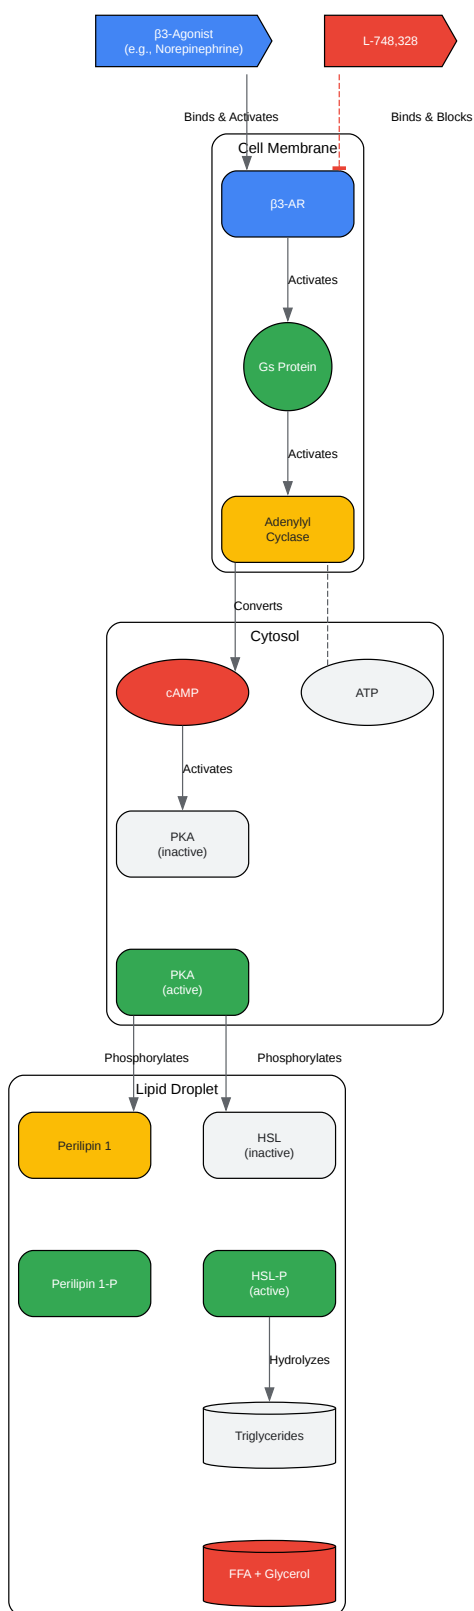 β3-Agonist
(e.g., Norepinephrine)
L-748,328
Binds & Activates
Binds & Blocks
Cell Membrane
β3-AR
Activates
Gs Protein
Activates
Adenylyl
Cyclase
Converts
Cytosol
cAMP
ATP
Activates
PKA
(inactive)
PKA
(active)
Phosphorylates
Phosphorylates
Lipid Droplet
Perilipin 1
HSL
(inactive)
Perilipin 1-P
HSL-P
(active)
Hydrolyzes
Triglycerides
FFA + Glycerol